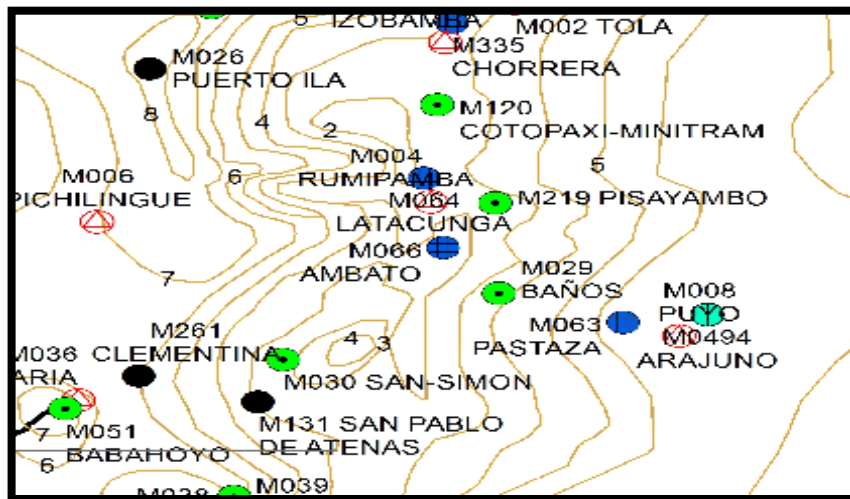 IZOBAMBA
5
M002 TOLA
M026
PUERTO ILA
M335
CHORRERA
8
4
2
M120
COTOPAXI-MINITRAM
M004
RUMIPAMBA
5
M006
PICHILINGUE
6
M064
LATACUNGA
M219 PISAYAMBO
M066
AMBATO
7
M029
BAÑOS
M008
PUYO
M261
CLEMENTINA
4
3
M063
PASTAZA
M0494
ARAJUNO
M036
ARIA
M030 SAN-SIMON
M131 SAN PABLO
DE ATENAS
7
M051
BABAHOYO
6
M038
M039